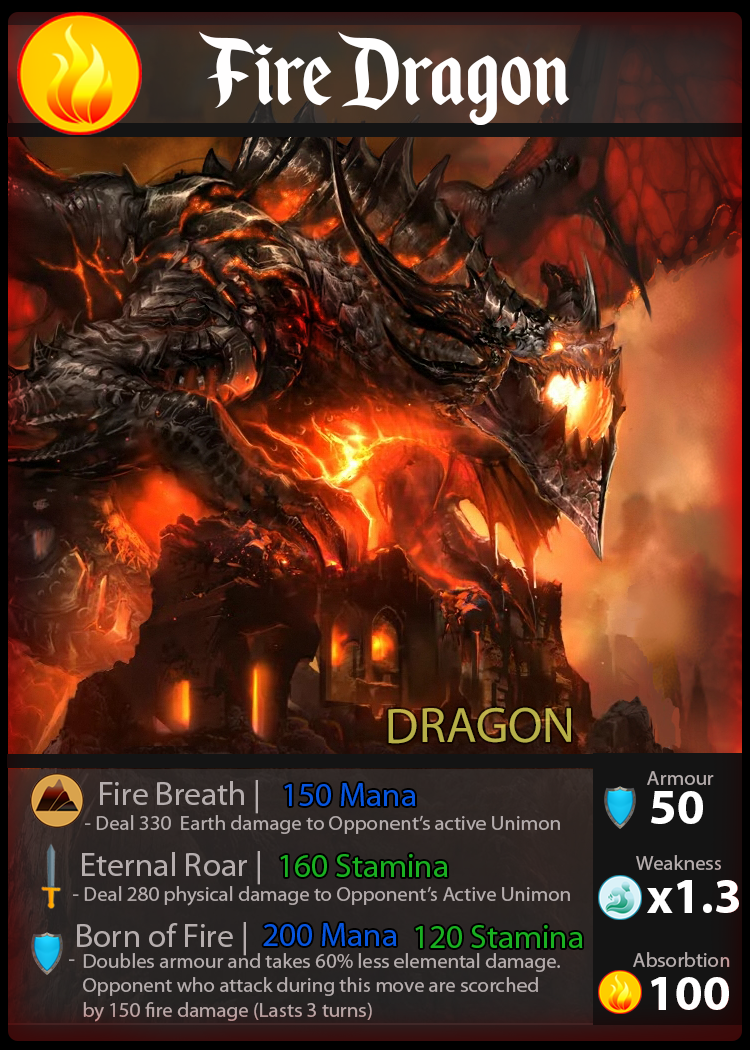 Fire Dragon
DRAGON
Fire Breath | 150 Mana
- Deal 330 Earth damage to Opponent's active Unimon
Eternal Roar | 160 Stamina
- Deal 280 physical damage to Opponent's Active Unimon
Born of Fire | 200 Mana 120 Stamina
- Doubles armour and takes 60% less elemental damage.
Opponent who attack during this move are scorched
by 150 fire damage (Lasts 3 turns)
Armour
50
Weakness
x1.3
Absorbtion
100